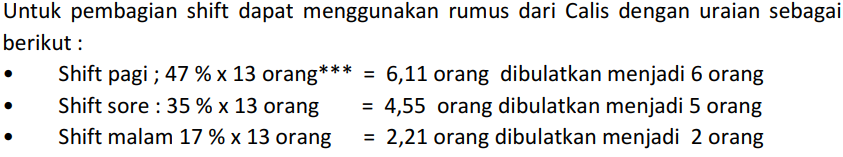 Untuk pembagian shift dapat menggunakan rumus dari Calis dengan uraian sebagai
berikut :
• Shift pagi ; 47 % x 13 orang*** = 6,11 orang dibulatkan menjadi 6 orang
• Shift sore : 35 % x 13 orang = 4,55 orang dibulatkan menjadi 5 orang
• Shift malam 17 % x 13 orang = 2,21 orang dibulatkan menjadi 2 orang